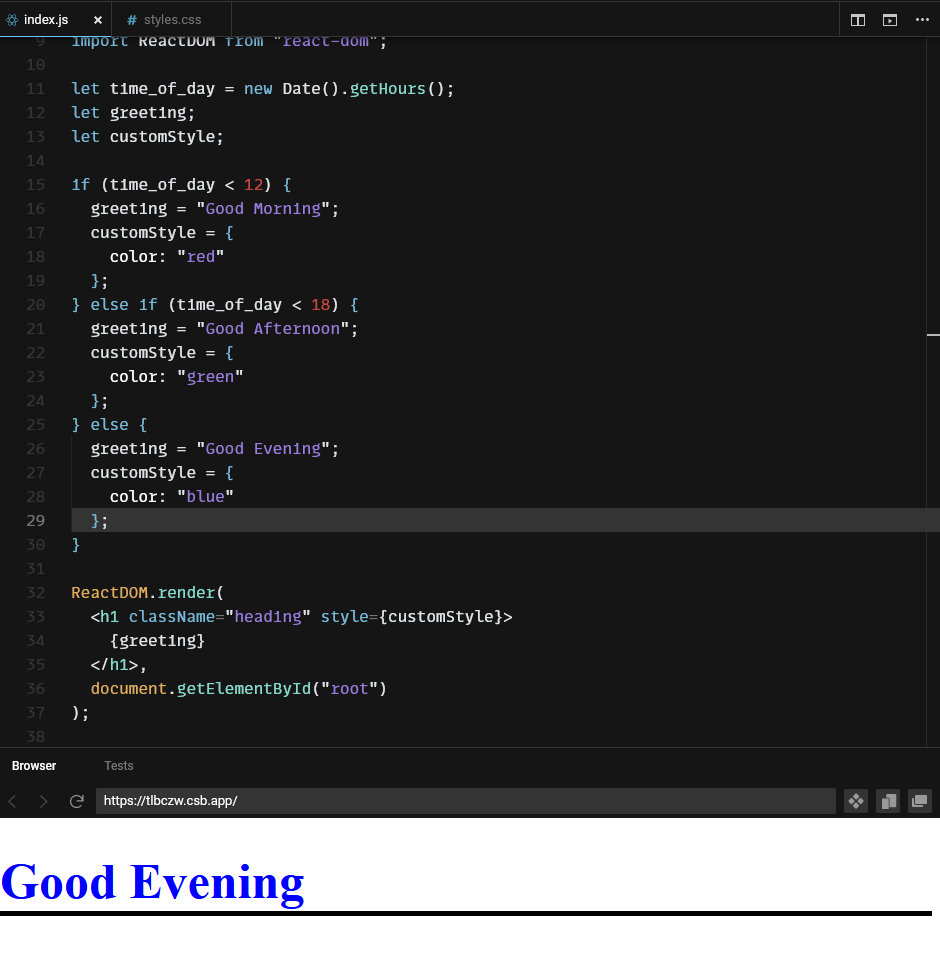 index.js ×
# styles.css
9 import ReactDOM from "react-dom";
10
11 let time_of_day = new Date().getHours();
12 let greeting;
13 let customStyle;
14
15 if (time_of_day < 12) {
16   greeting = "Good Morning";
17   customStyle = {
18     color: "red"
19   };
20 } else if (time_of_day < 18) {
21   greeting = "Good Afternoon";
22   customStyle = {
23     color: "green"
24   };
25 } else {
26   greeting = "Good Evening";
27   customStyle = {
28     color: "blue"
29   };
30 }
31
32 ReactDOM.render(
33   <h1 className="heading" style={customStyle}>
34     {greeting}
35   </h1>,
36   document.getElementById("root")
37 );
38
Browser Tests
https://tlbczw.csb.app/
Good Evening